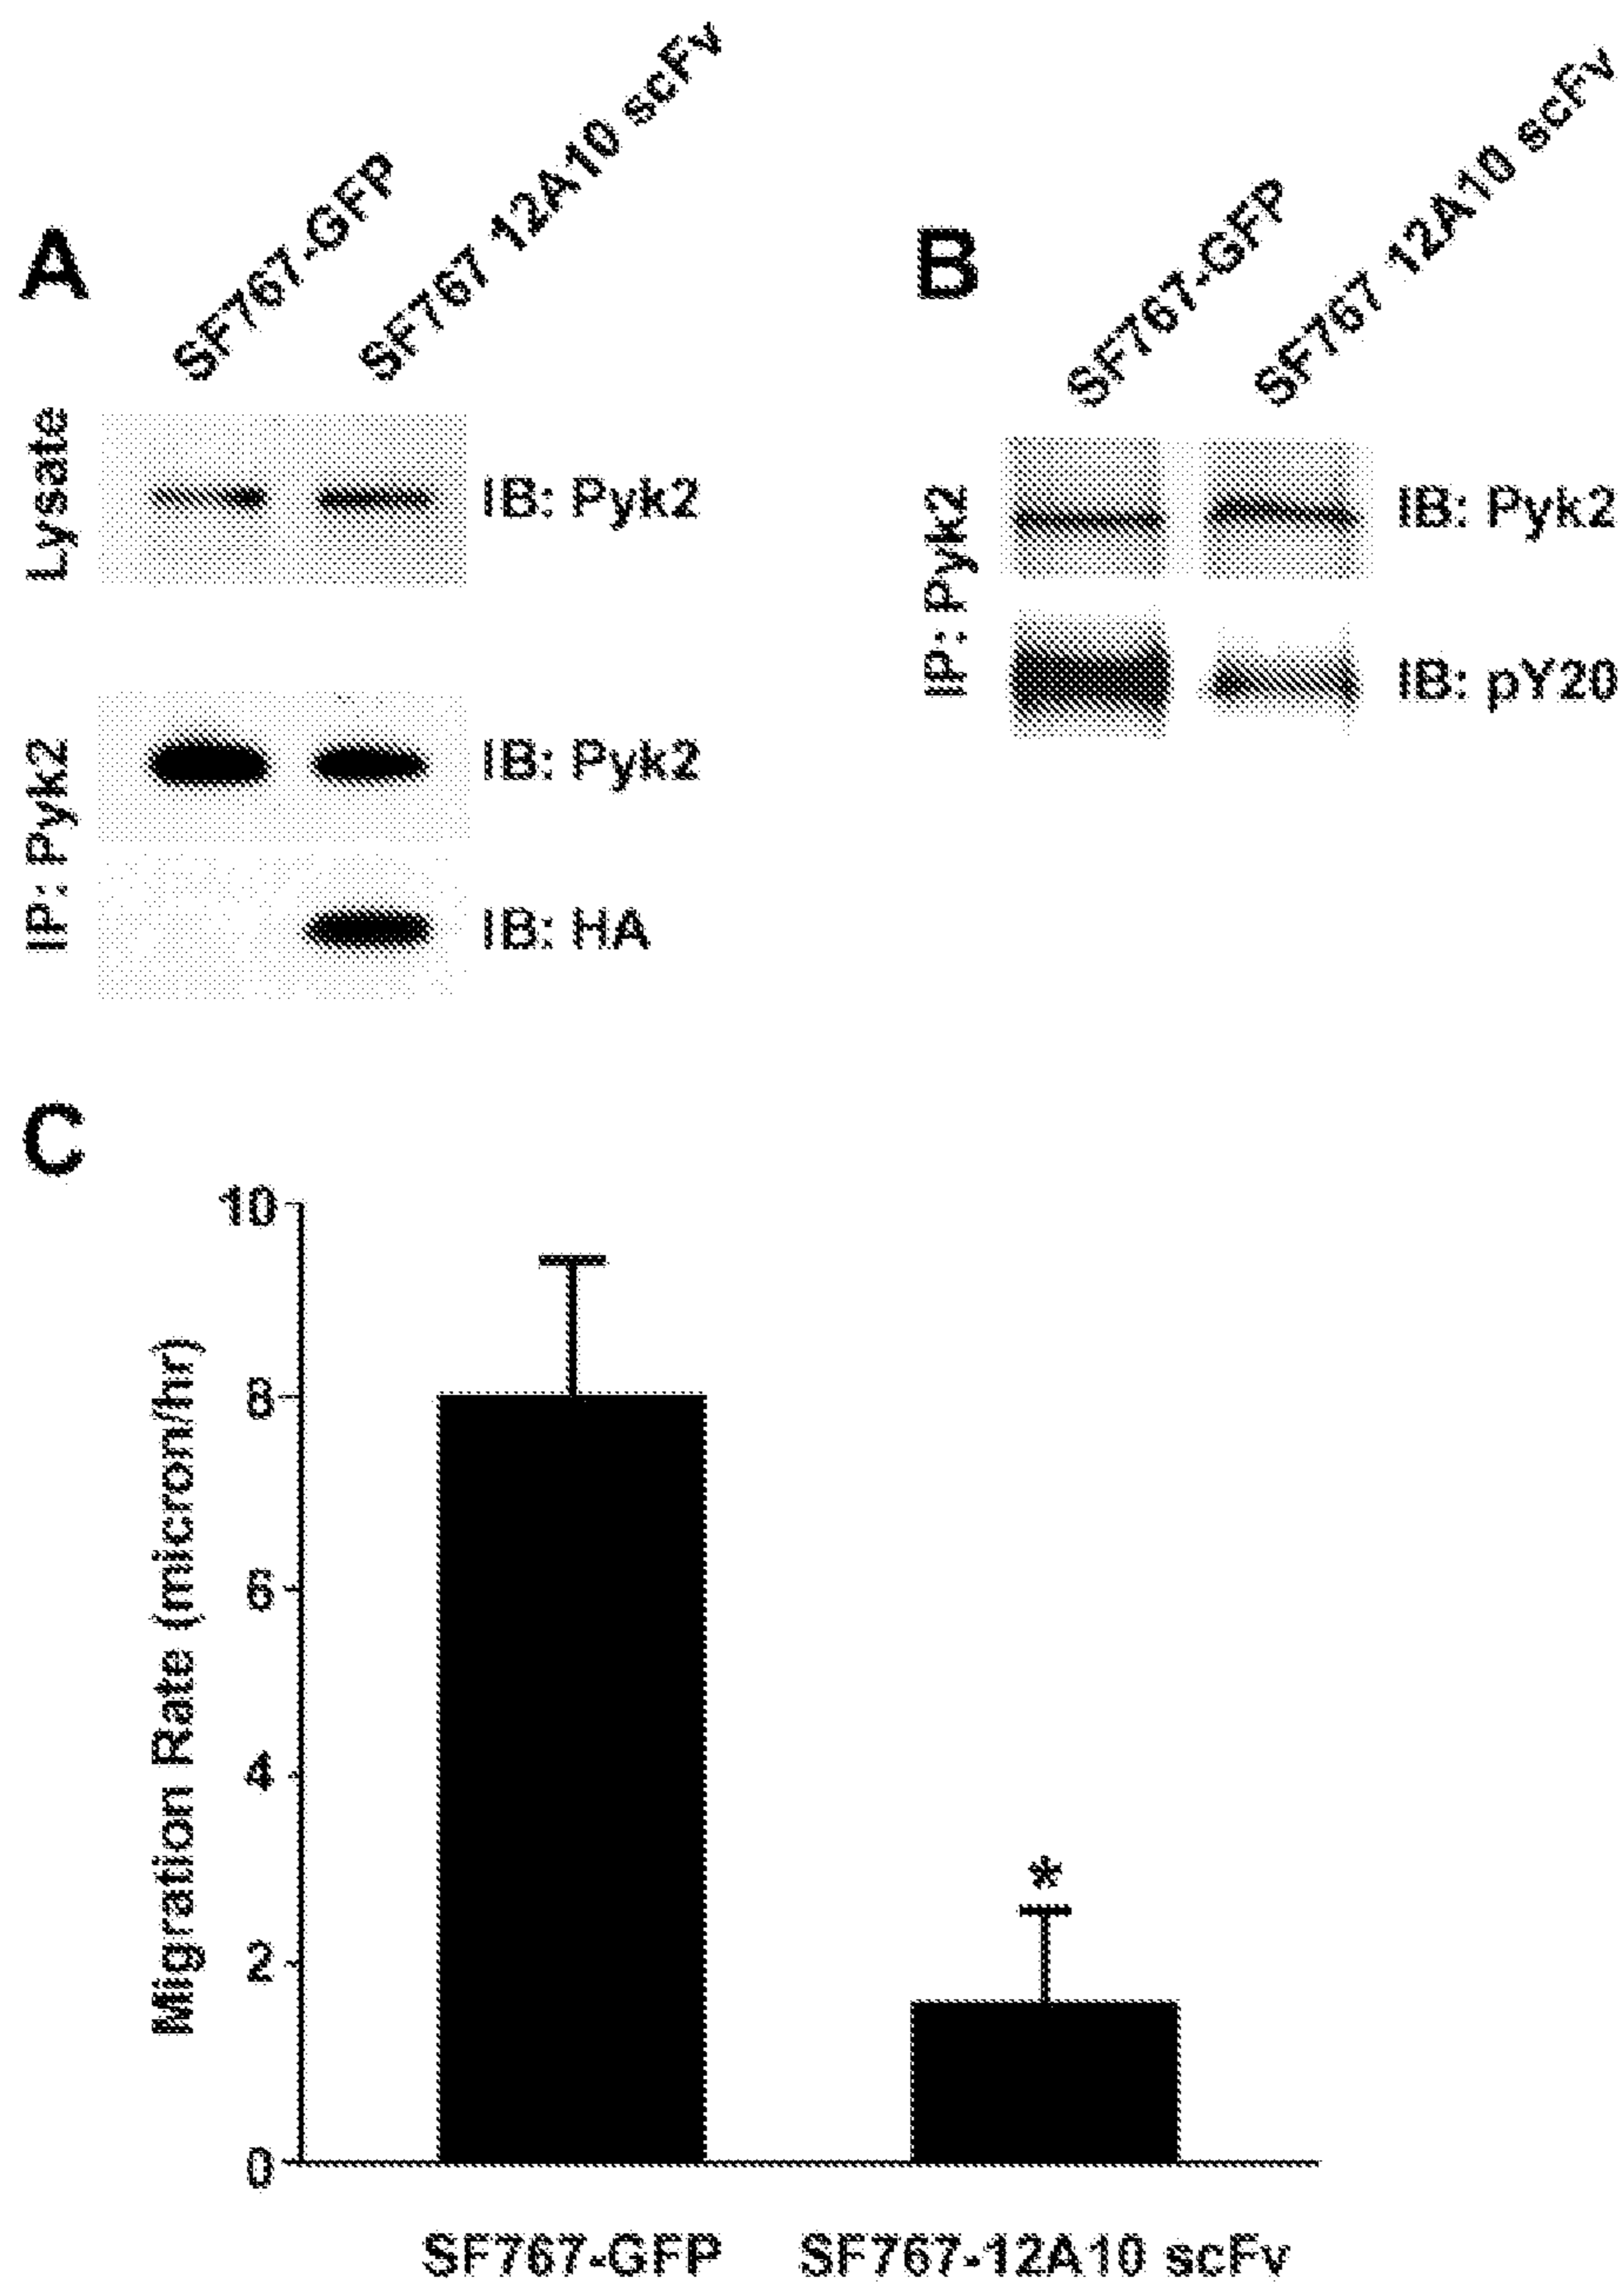 A
SF767-GFP
SF767 12A10 scFv
Lysate
IB: Pyk2
IP: Pyk2
IB: Pyk2
IB: HA
B
SF767-GFP
SF767 12A10 scFv
IP: Pyk2
IB: Pyk2
IB: pY20
C
Migration Rate (micron/hr)
10
8
6
4
2
0
*
SF767-GFP
SF767-12A10 scFv